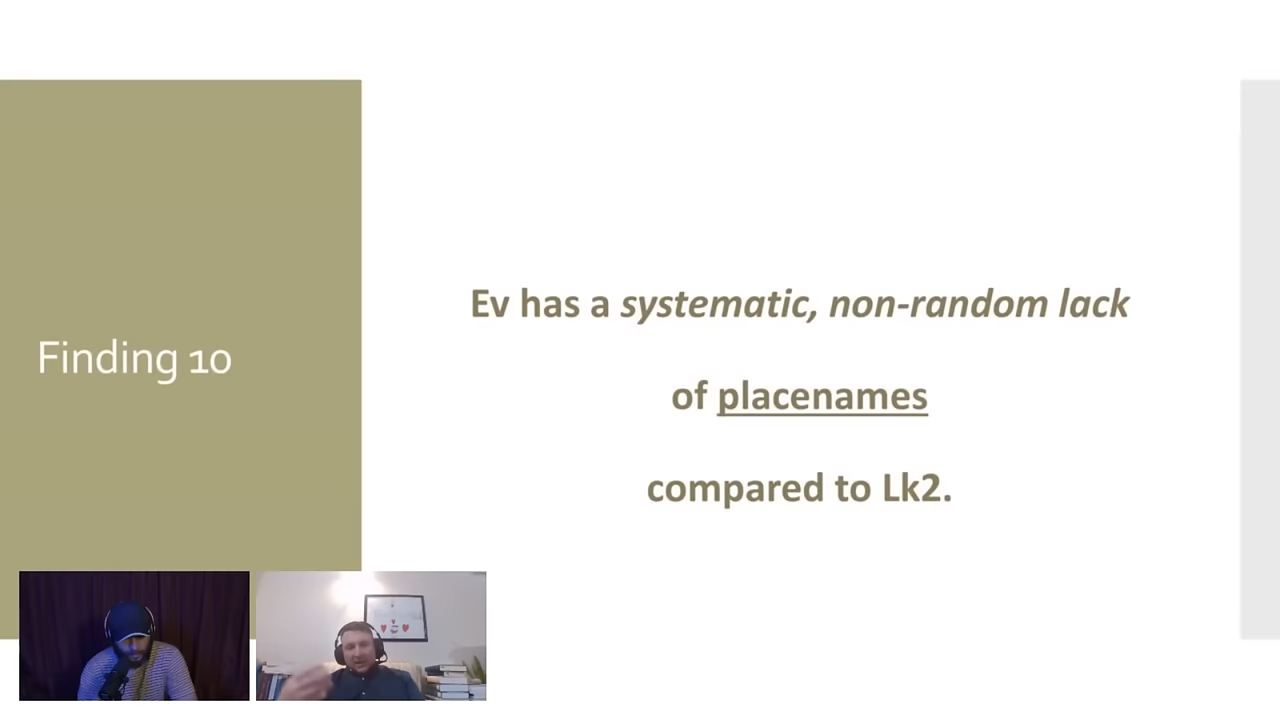 Finding 10
Ev has a systematic, non-random lack
of placenames
compared to Lk2.